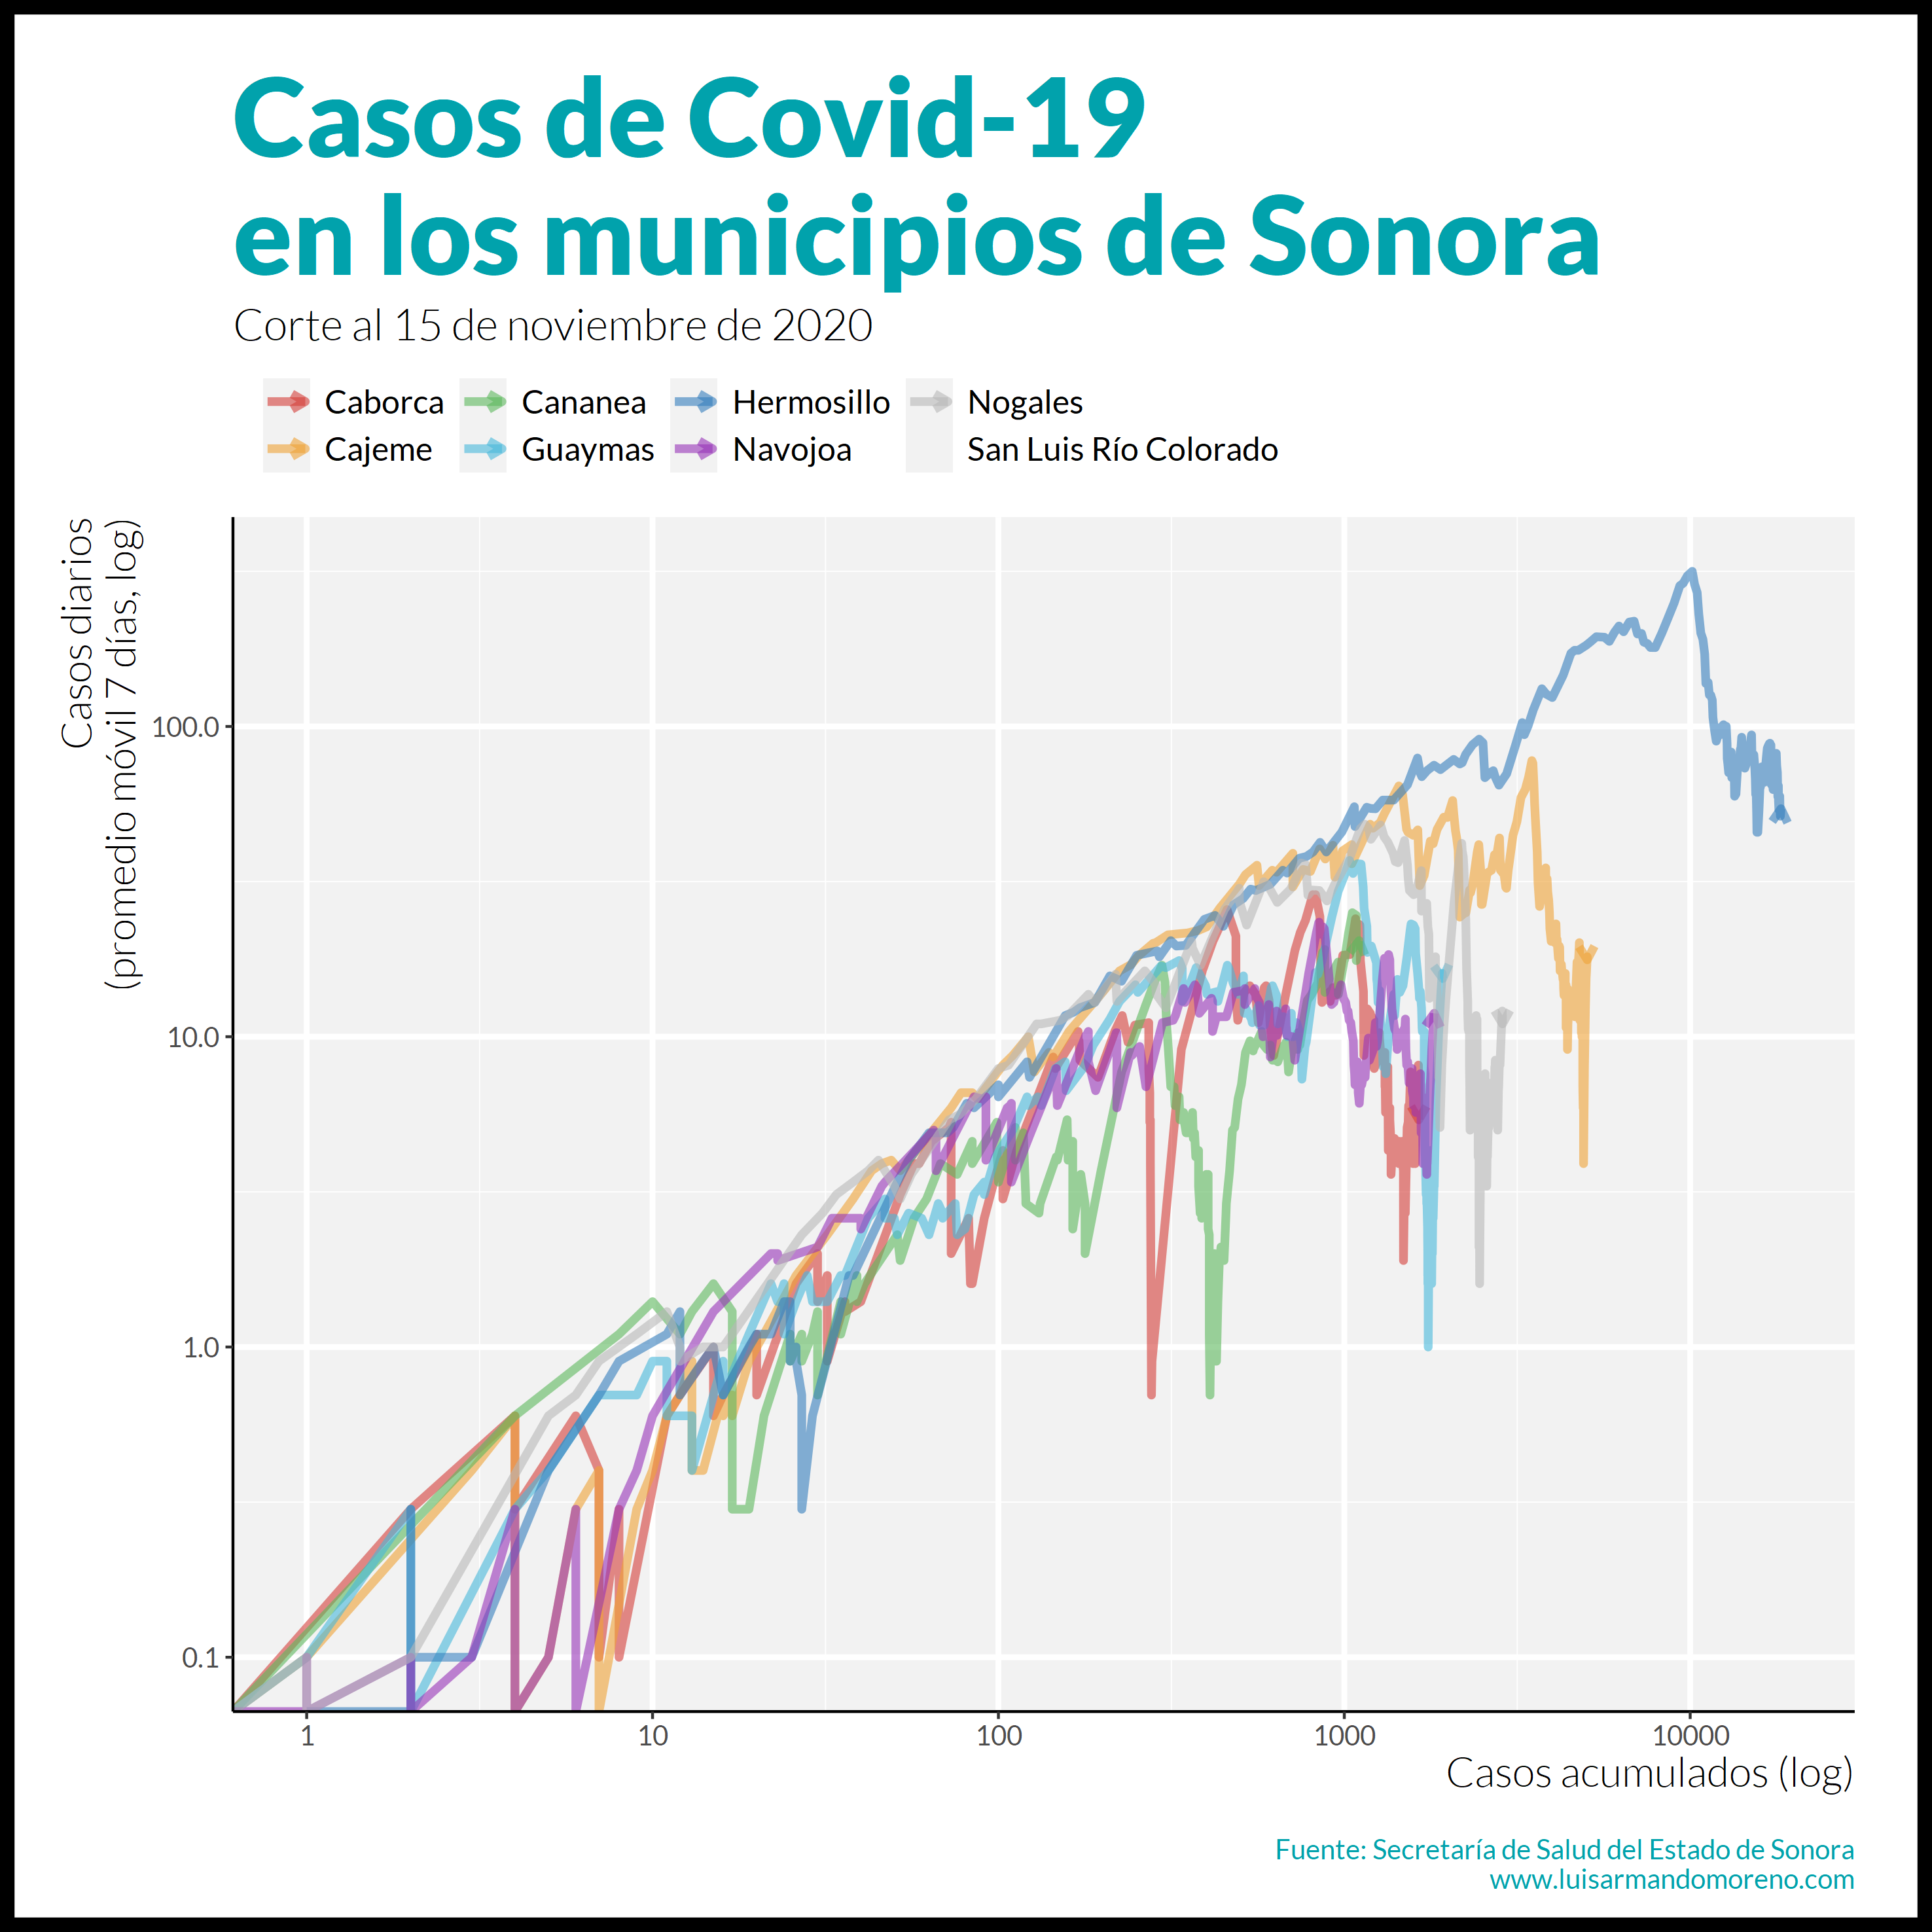 Casos de Covid-19
en los municipios de Sonora
Corte al 15 de noviembre de 2020
Caborca
Cananea
Hermosillo
Nogales
Cajeme
Guaymas
Navojoa
San Luis Río Colorado
Casos diarios
(promedio móvil 7 días, log)
100.0
10.0
1.0
0.1
1
10
100
1000
10000
Casos acumulados (log)
Fuente: Secretaría de Salud del Estado de Sonora
www.luisarmandomoreno.com